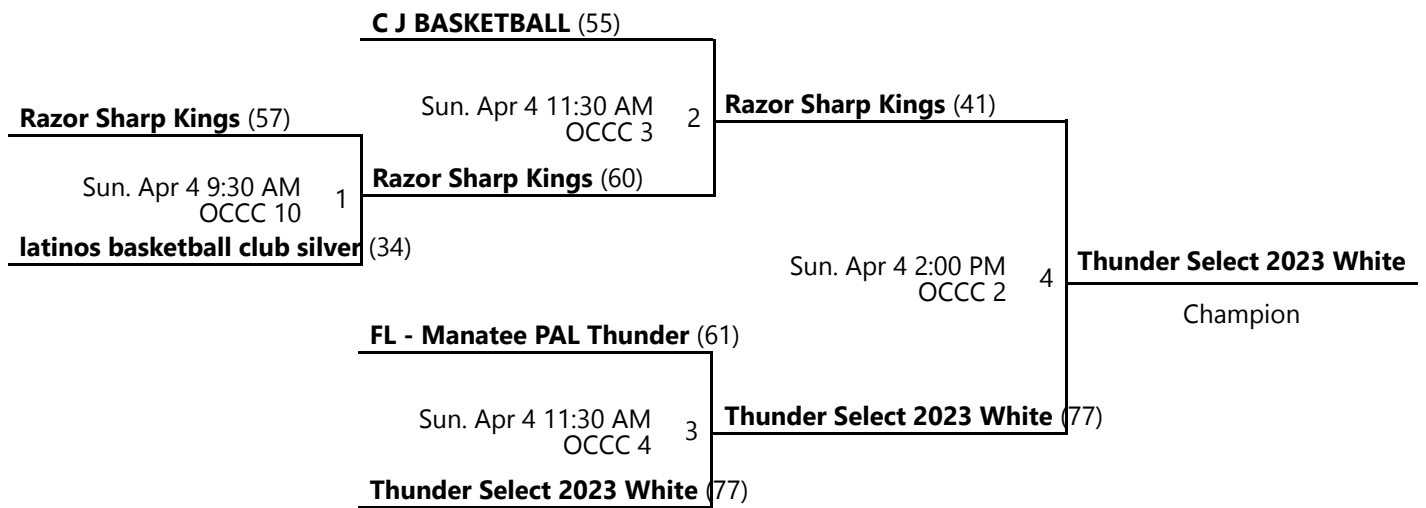 C J BASKETBALL (55)
Razor Sharp Kings (57)
Sun. Apr 4 11:30 AM
OCCC 3
2
Razor Sharp Kings (41)
Sun. Apr 4 9:30 AM
OCCC 10
1
Razor Sharp Kings (60)
latinos basketball club silver (34)
Sun. Apr 4 2:00 PM
OCCC 2
4
Thunder Select 2023 White
Champion
FL - Manatee PAL Thunder (61)
Sun. Apr 4 11:30 AM
OCCC 4
3
Thunder Select 2023 White (77)
Thunder Select 2023 White (77)